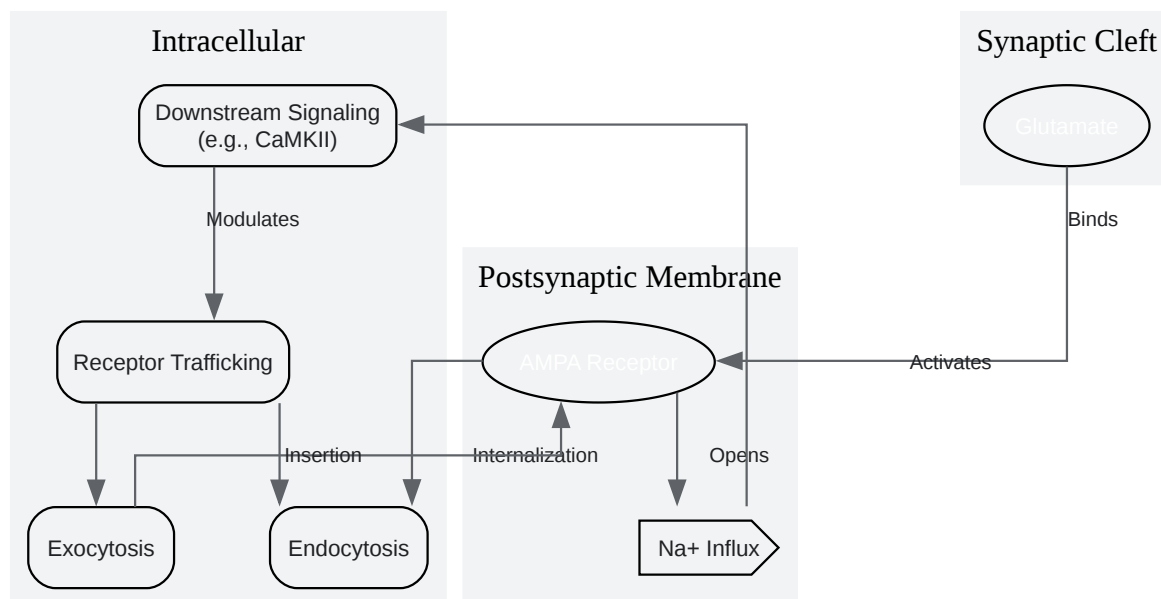 Intracellular
Synaptic Cleft
Downstream Signaling
(e.g., CaMKII)
Glutamate
Modulates
Binds
Postsynaptic Membrane
Receptor Trafficking
AMPA Receptor
Activates
Insertion
Internalization
Opens
Exocytosis
Endocytosis
Na+ Influx